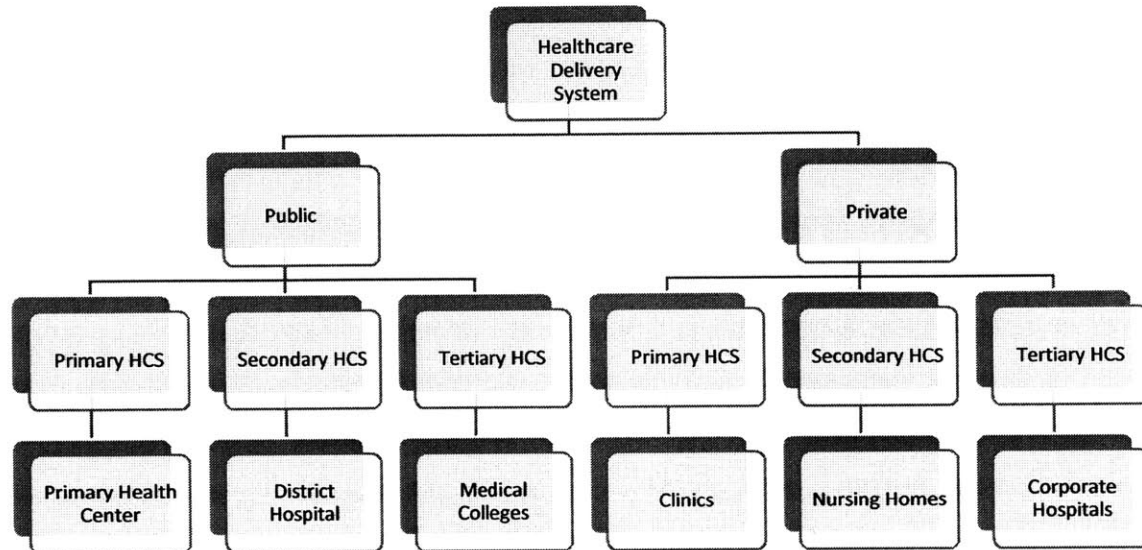 Healthcare
Delivery
System
Public
Private
Primary HCS
Secondary HCS
Tertiary HCS
Primary HCS
Secondary HCS
Tertiary HCS
Primary Health
Center
District
Hospital
Medical
Colleges
Clinics
Nursing Homes
Corporate
Hospitals